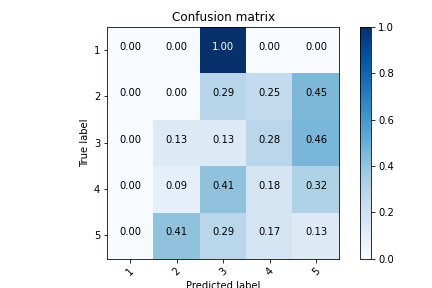 Confusion matrix
1 0.00 0.00 1.00 0.00 0.00
2 0.00 0.00 0.29 0.25 0.45
3 0.00 0.13 0.13 0.28 0.46
4 0.00 0.09 0.41 0.18 0.32
5 0.00 0.41 0.29 0.17 0.13
True label
1 2 3 4 5
Predicted label
1.0
0.8
0.6
0.4
0.2
0.0